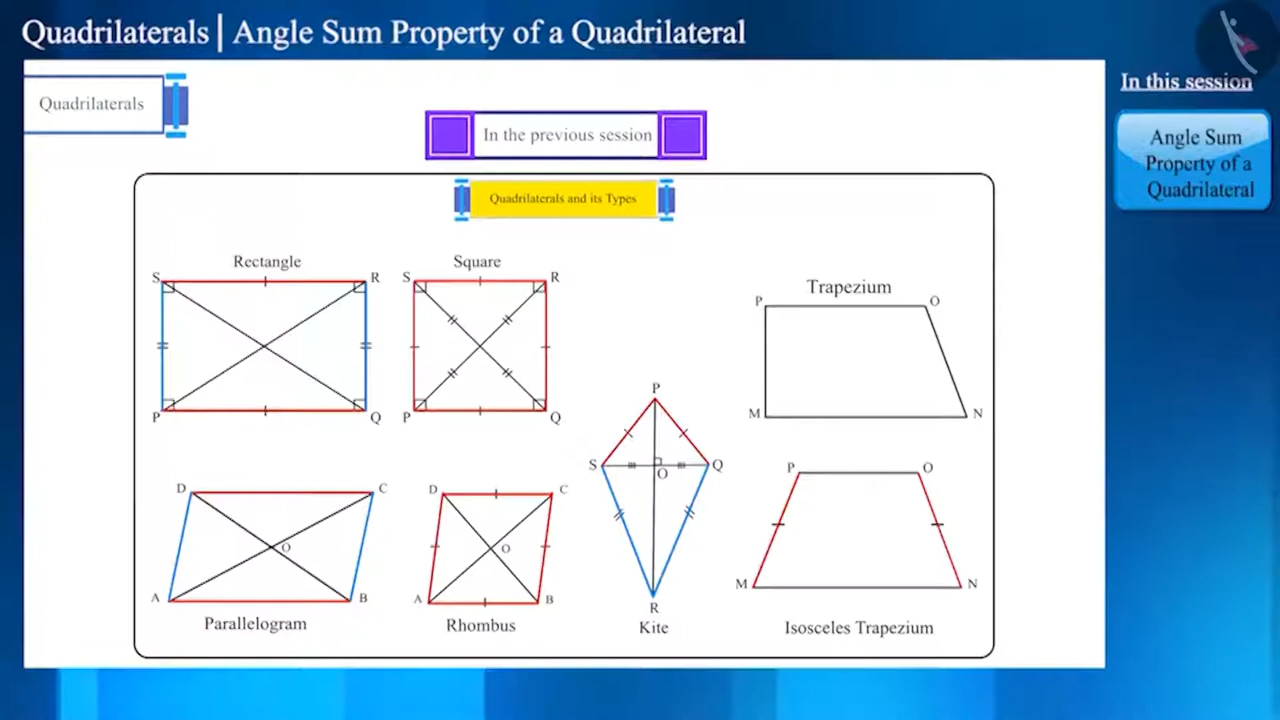 Quadrilaterals | Angle Sum Property of a Quadrilateral
In this session
Angle Sum
Property of a
Quadrilateral
Quadrilaterals
In the previous session
Quadrilaterals and its Types
Rectangle
S R
P Q
Square
S R
P Q
Trapezium
P O
M N
D C
O
A B
Parallelogram
D C
O
A B
Rhombus
P
S Q
O
R
Kite
P O
M N
Isosceles Trapezium